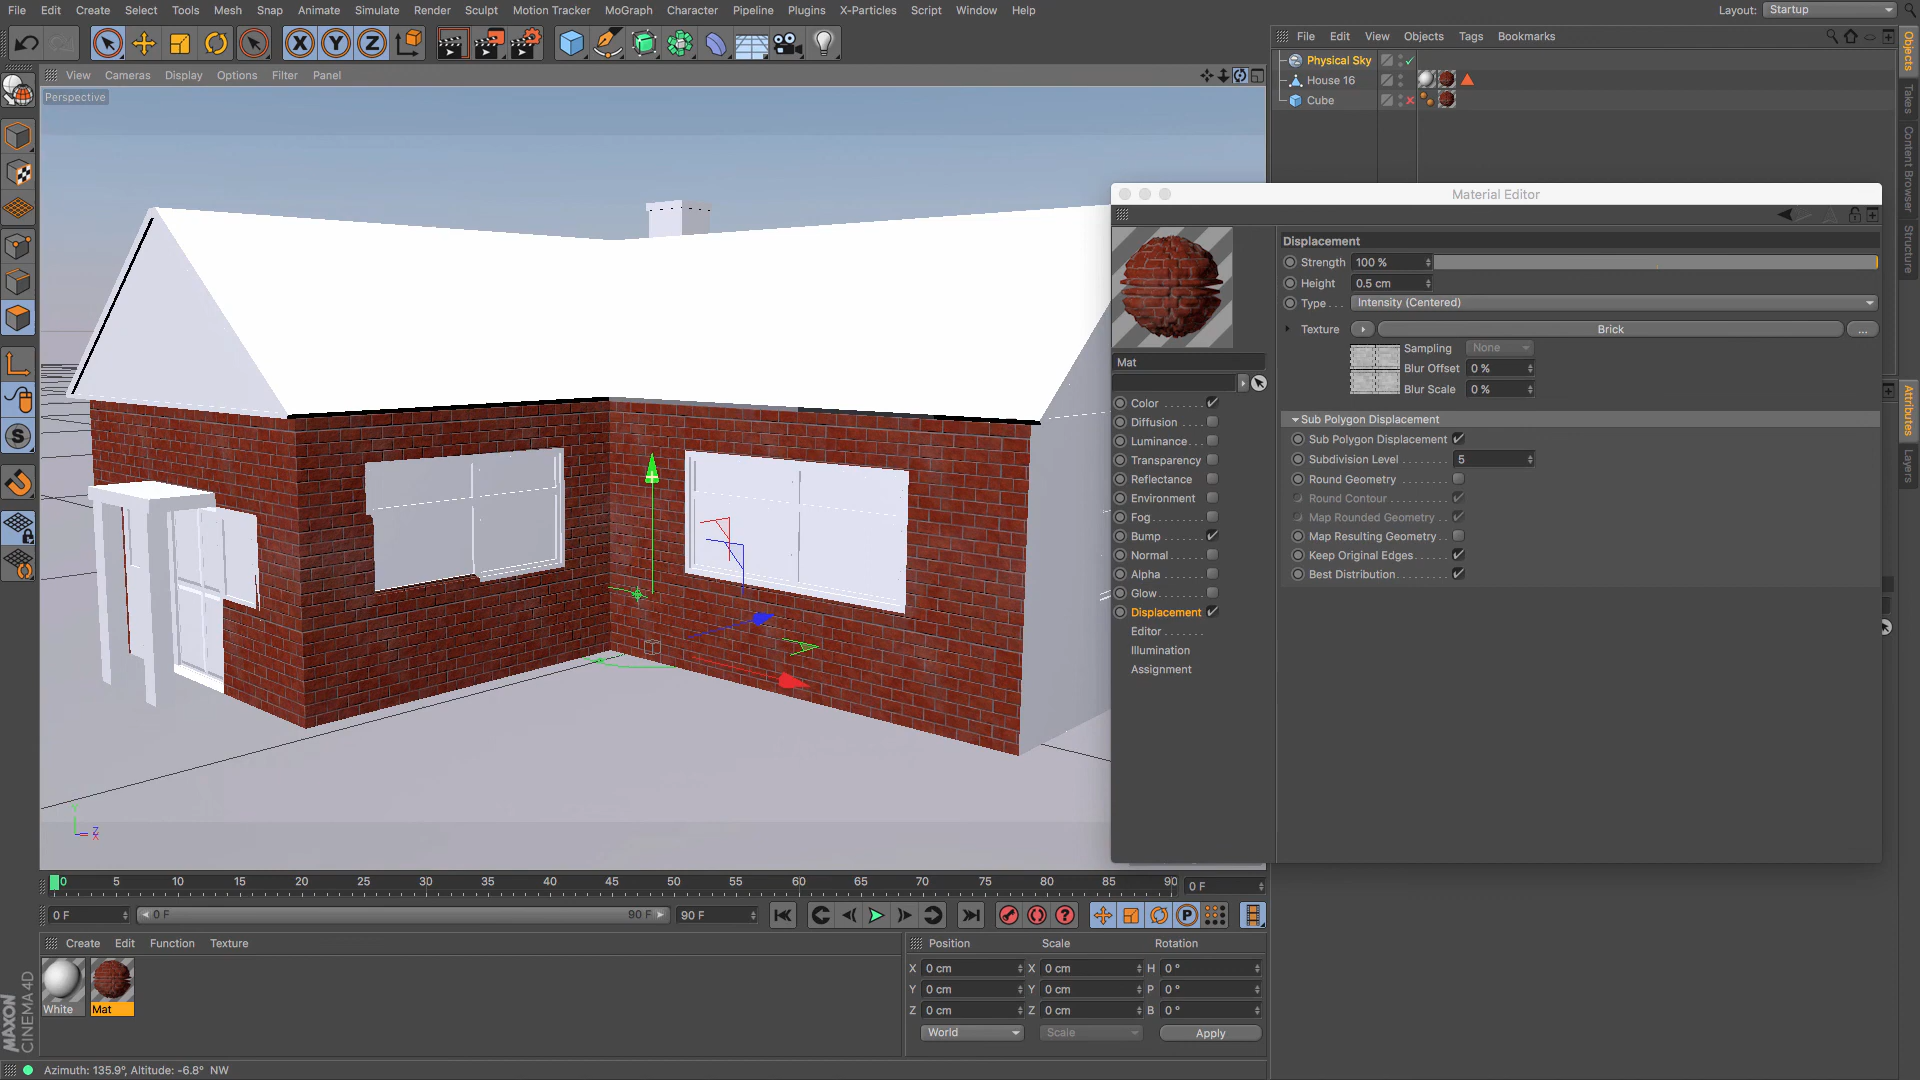 File Edit Create Select Tools Mesh Snap Animate Simulate Render Sculpt Motion Tracker MoGraph Character Pipeline Plugins X-Particles Script Window Help Layout: Startup
File Edit View Objects Tags Bookmarks
Physical Sky
House 16
Cube
Objects
Takes
Content Browser
Structure
Attributes
Layers
View Cameras Display Options Filter Panel
Perspective
Material Editor
Mat
Color
Diffusion
Luminance
Transparency
Reflectance
Environment
Fog
Bump
Normal
Alpha
Glow
Displacement
Editor
Illumination
Assignment
Displacement
Strength 100 %
Height 0.5 cm
Type Intensity (Centered)
Texture Brick ...
Sampling None
Blur Offset 0 %
Blur Scale 0 %
Sub Polygon Displacement
Sub Polygon Displacement
Subdivision Level 5
Round Geometry
Round Contour
Map Rounded Geometry
Map Resulting Geometry
Keep Original Edges
Best Distribution
Y
Z
X
0 5 10 15 20 25 30 35 40 45 50 55 60 65 70 75 80 85 90 0 F
0 F 0 F 90 F 90 F
Create Edit Function Texture
White Mat
Position Scale Rotation
X 0 cm X 0 cm H 0 °
Y 0 cm Y 0 cm P 0 °
Z 0 cm Z 0 cm B 0 °
World Scale Apply
MAXON
CINEMA 4D
Azimuth: 135.9°, Altitude: -6.8° NW